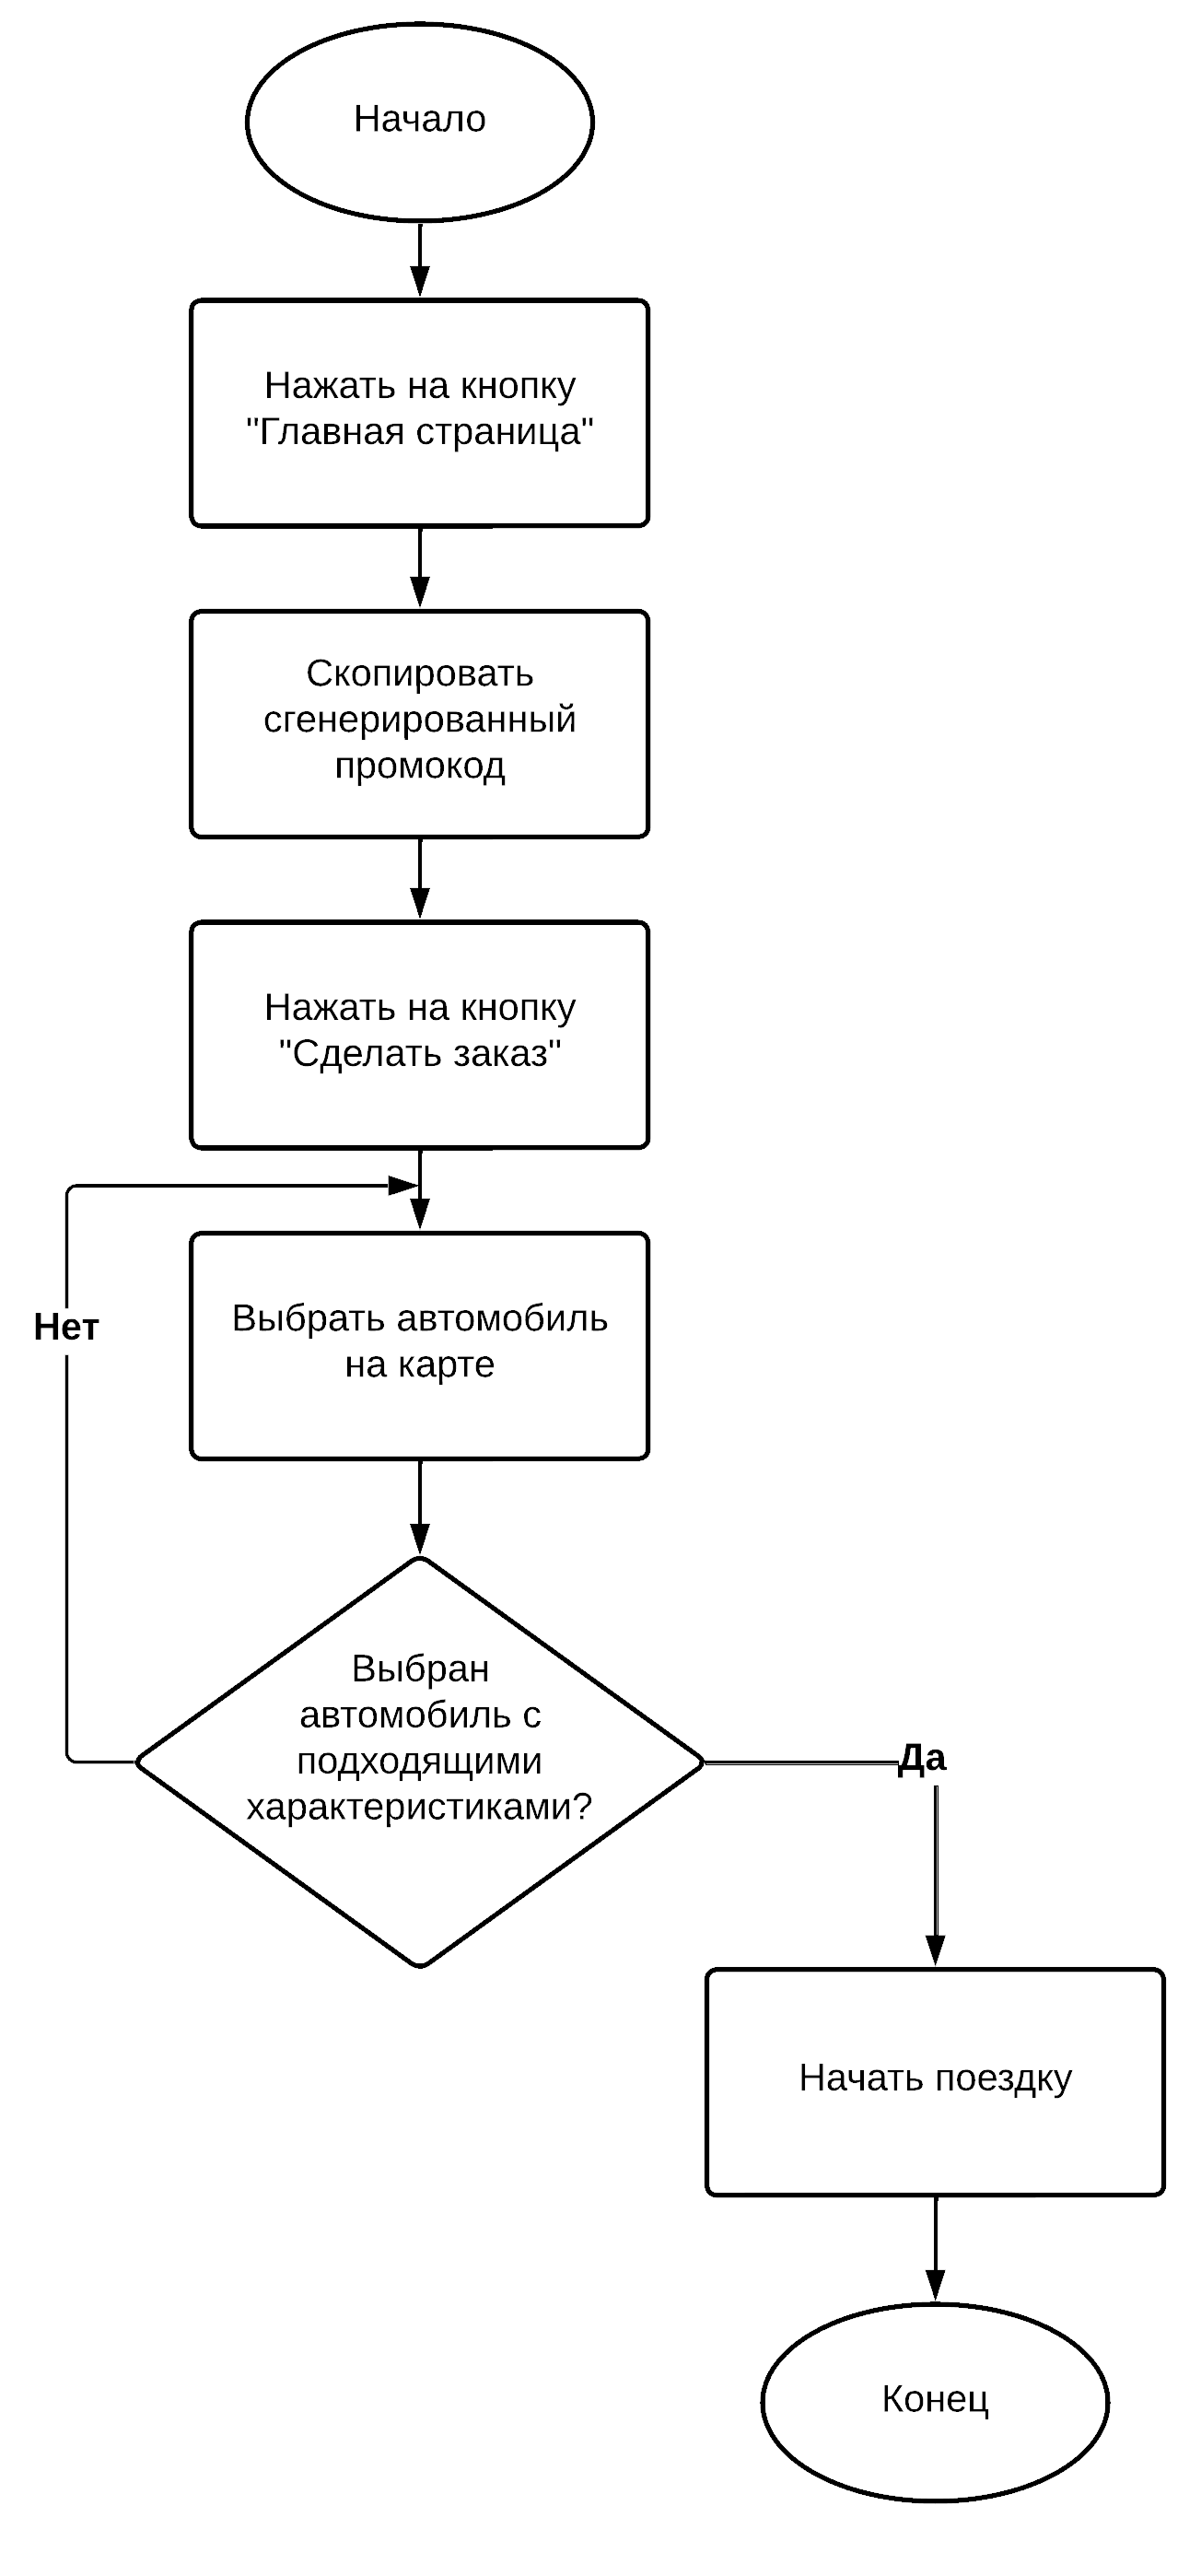 Начало
Нажать на кнопку
"Главная страница"
Скопировать
сгенерированный
промокод
Нажать на кнопку
"Сделать заказ"
Нет
Выбрать автомобиль
на карте
Выбран
автомобиль с
подходящими
характеристиками?
Да
Начать поездку
Конец